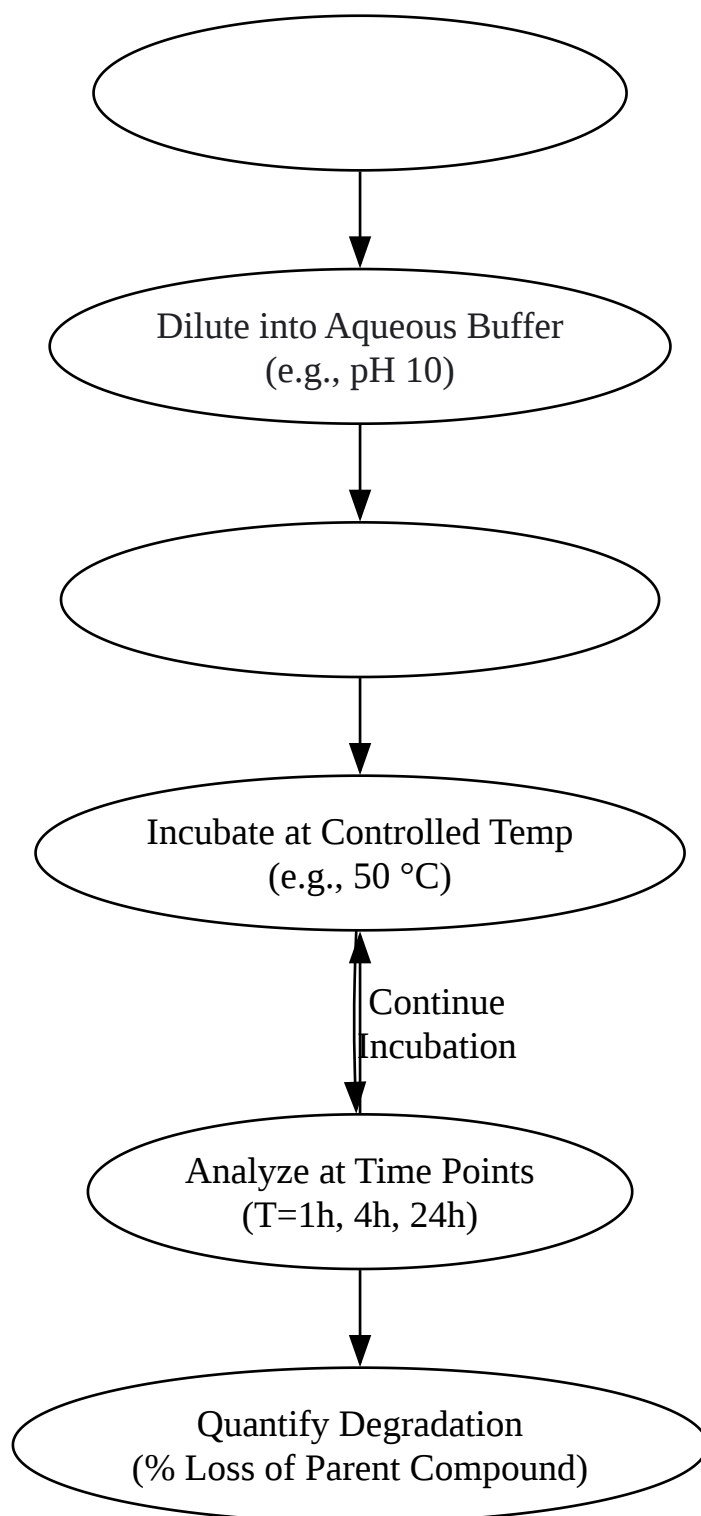 Dilute into Aqueous Buffer
(e.g., pH 10)
Incubate at Controlled Temp
(e.g., 50 °C)
Continue
Incubation
Analyze at Time Points
(T=1h, 4h, 24h)
Quantify Degradation
(% Loss of Parent Compound)